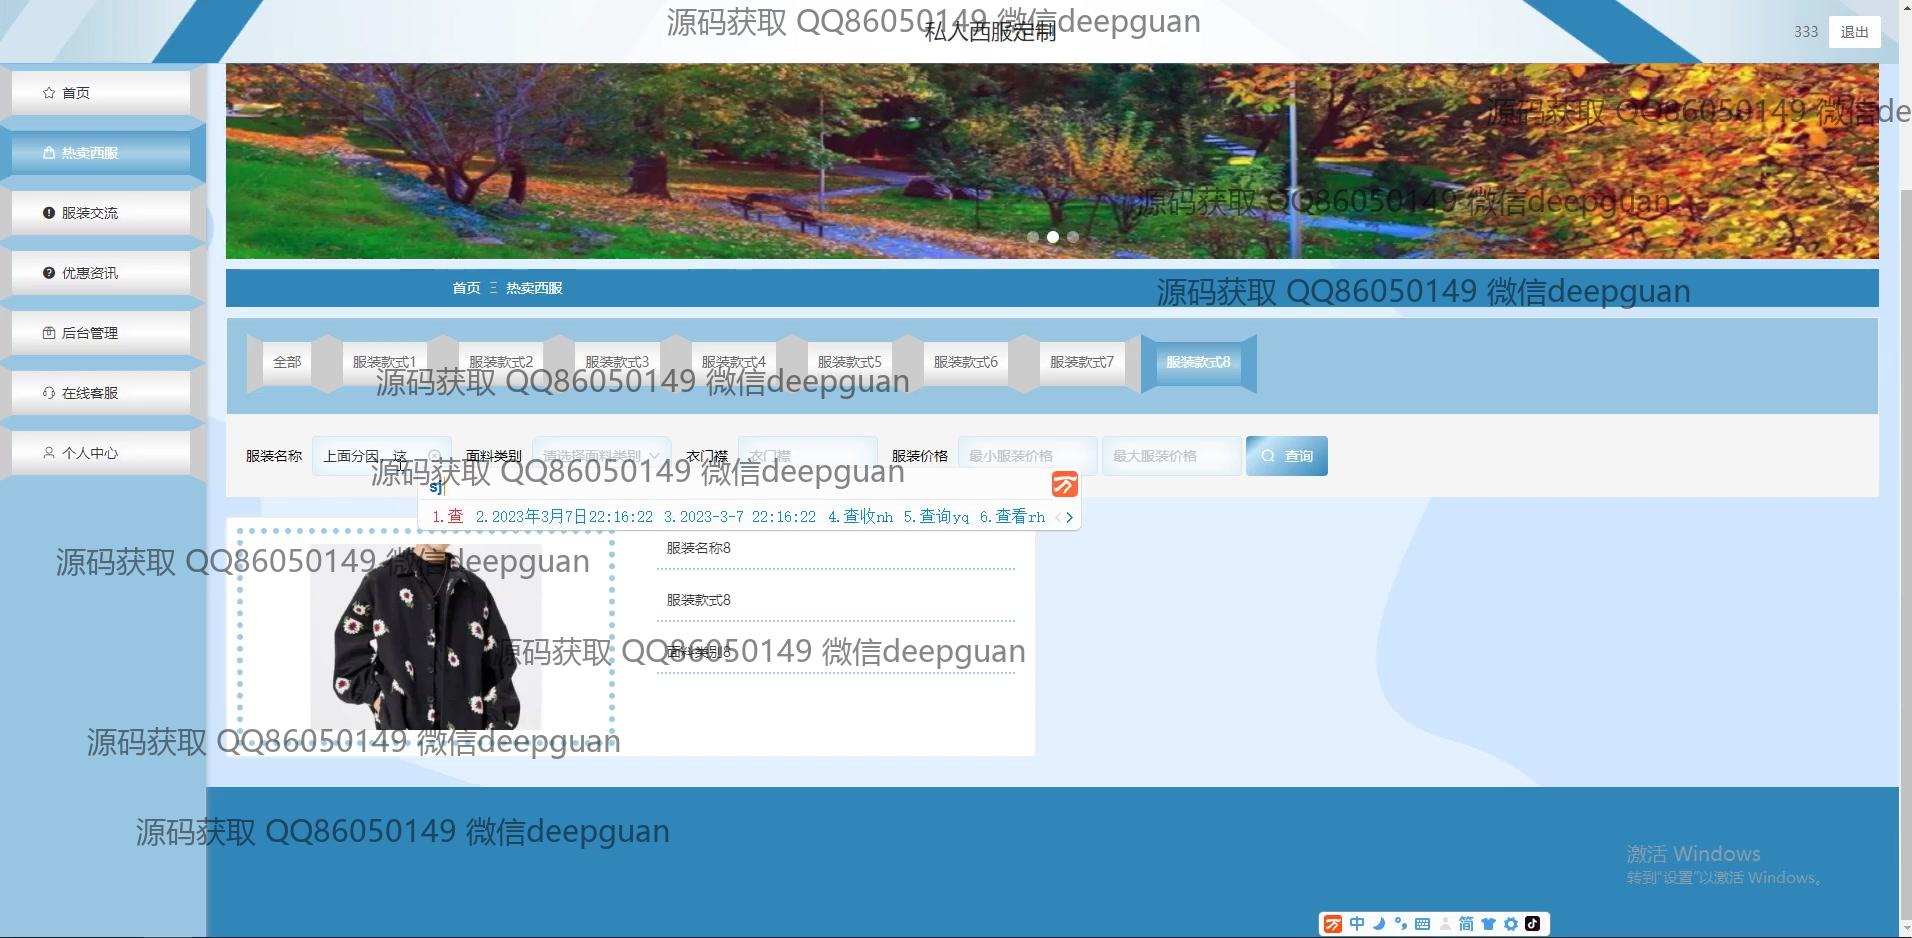 源码获取 QQ86050149 微信deepguan
私人西服定制
333 退出
首页
热卖西服
服装交流
优惠资讯
后台管理
在线客服
个人中心
源码获取 QQ86050149 微信dee
源码获取 QQ86050149 微信deepguan
首页 Ξ 热卖西服
源码获取 QQ86050149 微信deepguan
全部 服装款式1 服装款式2 服装款式3 服装款式4 服装款式5 服装款式6 服装款式7 服装款式8
源码获取 QQ86050149 微信deepguan
服装名称 上面分因，这 面料类别 请选择面料类别 衣门襟 衣门襟 服装价格 最小服装价格 最大服装价格 查询
源码获取 QQ86050149 微信deepguan
sj
1.查 2.2023年3月7日22:16:22 3.2023-3-7 22:16:22 4.查收nh 5.查询yq 6.查看rh
服装名称8
源码获取 QQ86050149 微信deepguan
服装款式8
面料类别8
源码获取 QQ86050149 微信deepguan
源码获取 QQ86050149 微信deepguan
源码获取 QQ86050149 微信deepguan
激活 Windows
转到"设置"以激活 Windows。
中 简